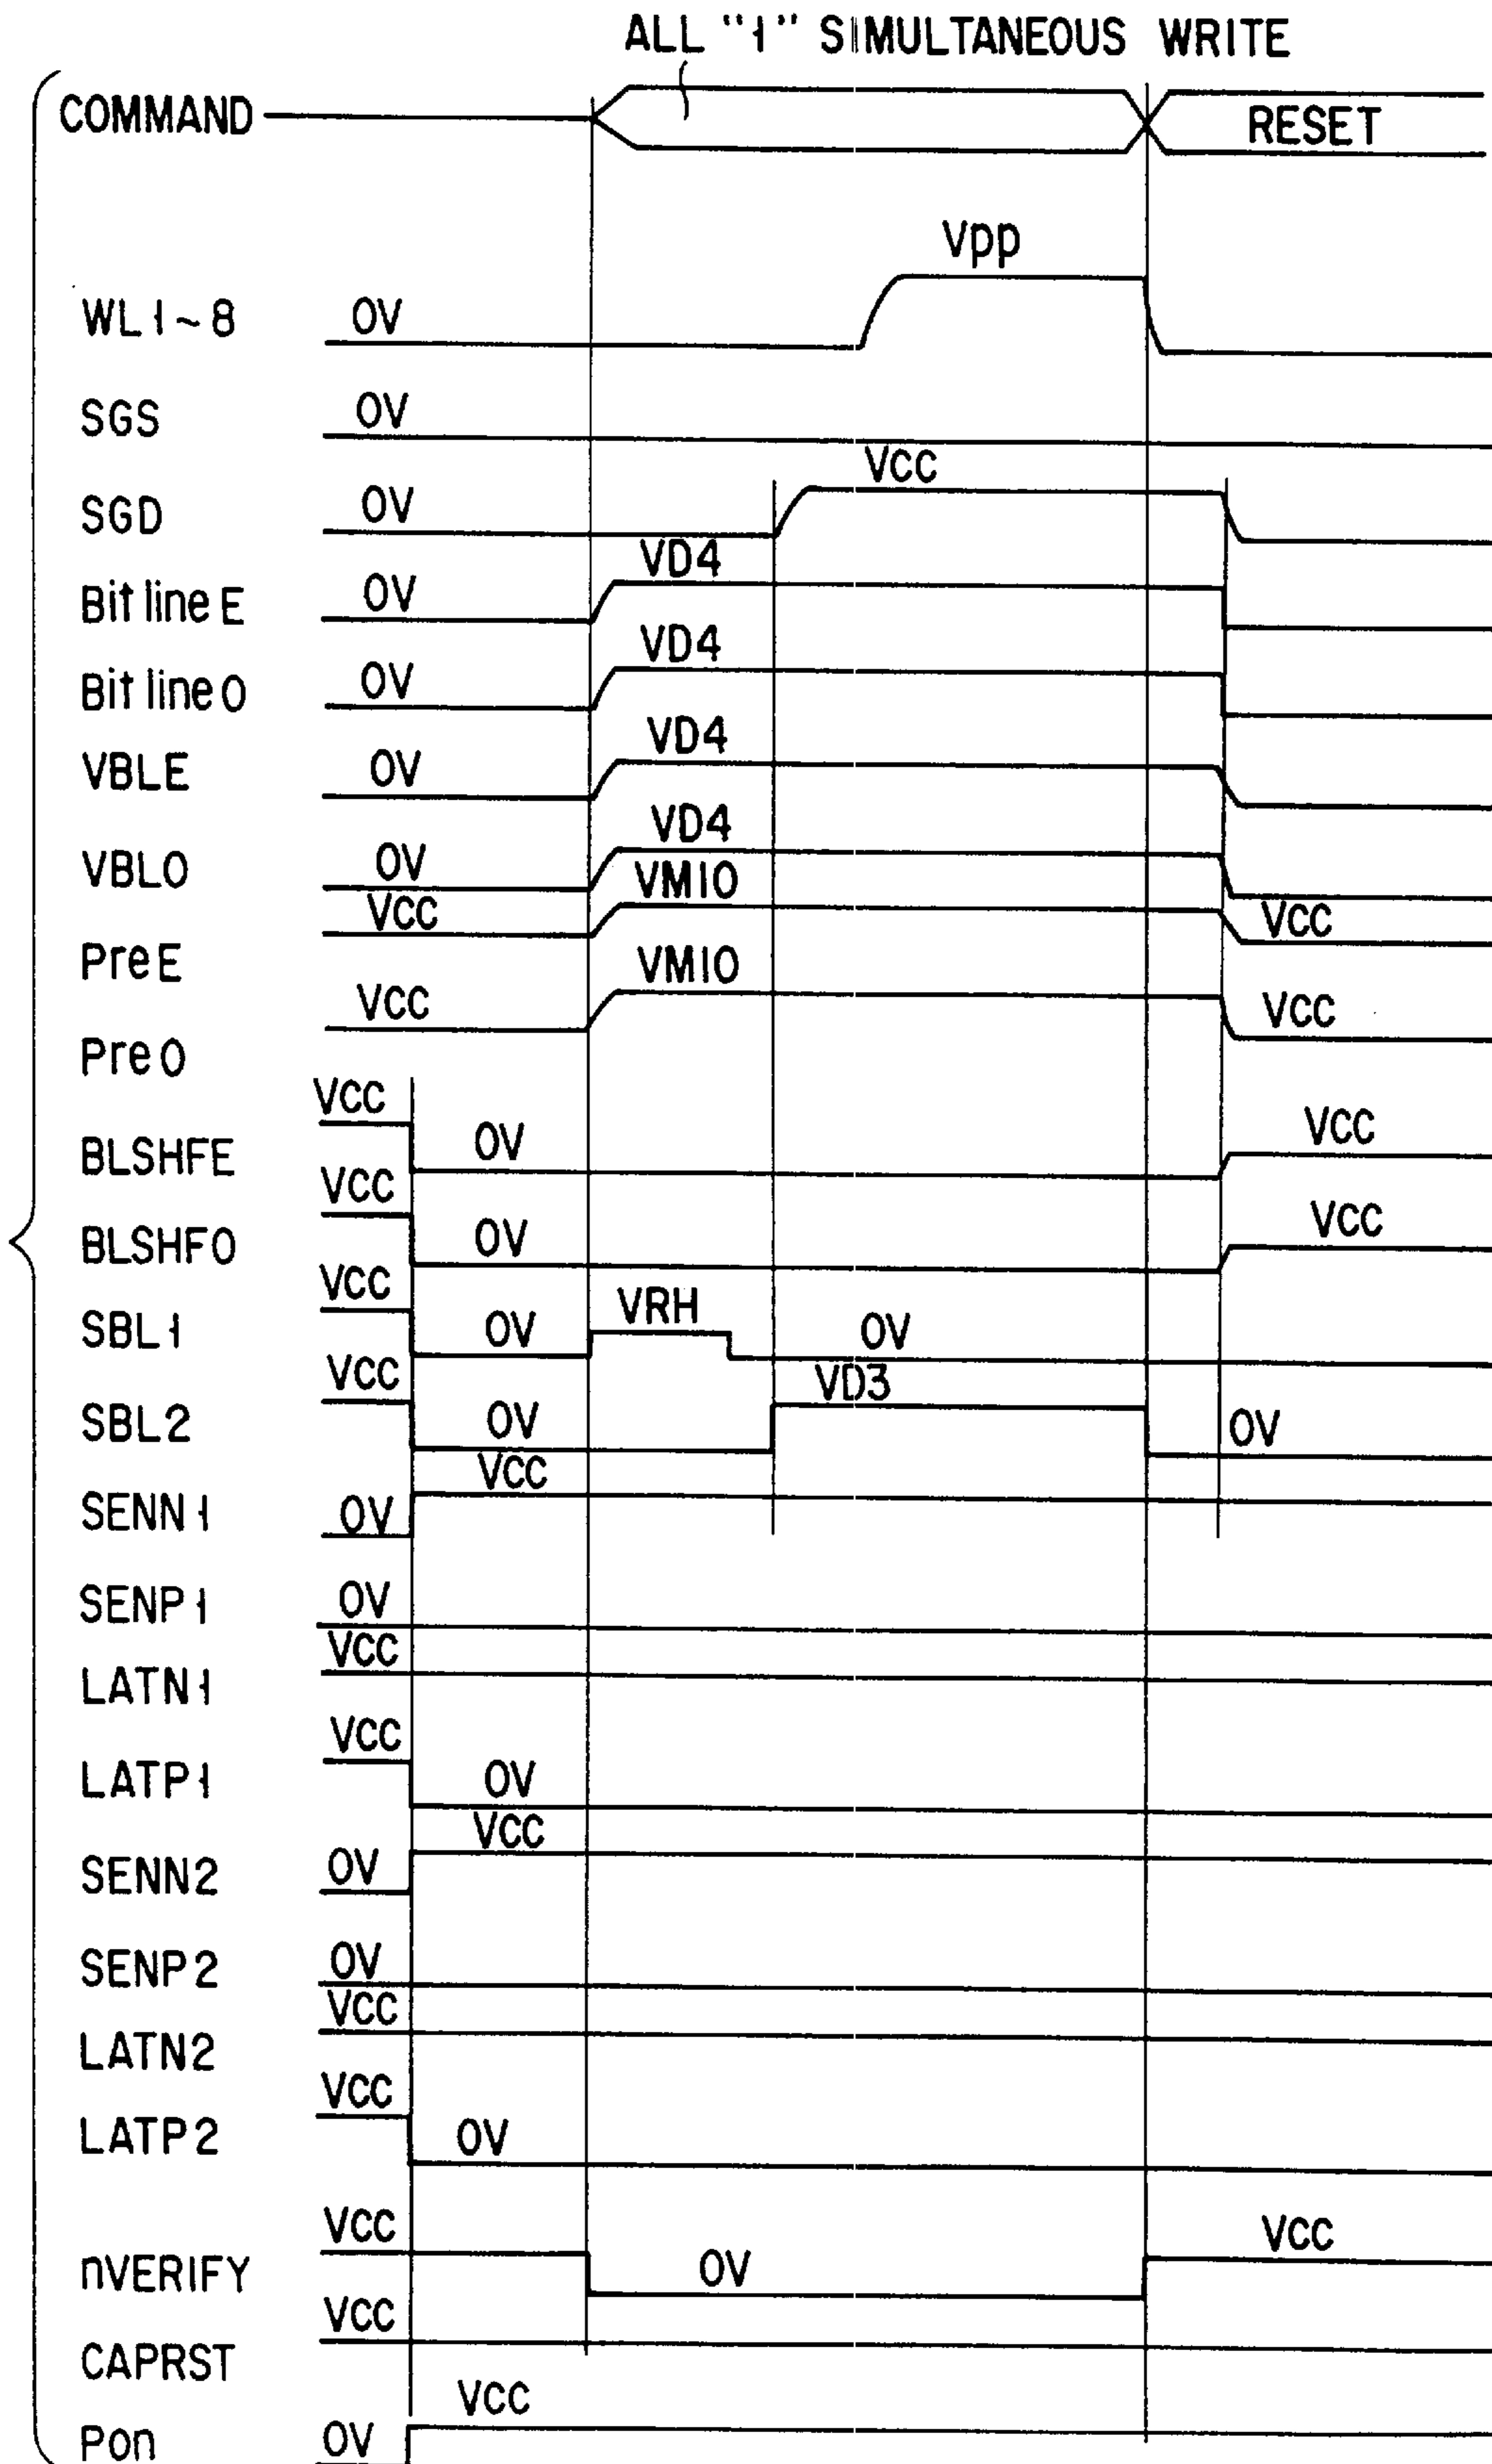 ALL "1" SIMULTANEOUS WRITE
COMMAND RESET
Vpp
WL1~8 0V
SGS 0V
VCC
SGD 0V
VD4
Bit line E 0V
VD4
Bit line O 0V
VD4
VBLE 0V
VD4
VBLO 0V
VCC VM10 VCC
PreE
VCC VM10 VCC
PreO
VCC 0V VCC
BLSHFE
VCC 0V VCC
BLSHFO
VCC 0V VRH 0V
SBL1
VCC 0V VD3 0V
SBL2
VCC
SENN1 0V
SENP1 0V
VCC
LATN1
VCC
LATP1 0V
VCC
SENN2 0V
SENP2 0V
VCC
LATN2
VCC
LATP2 0V
VCC VCC
nVERIFY 0V
VCC
CAPRST
VCC
Pon 0V